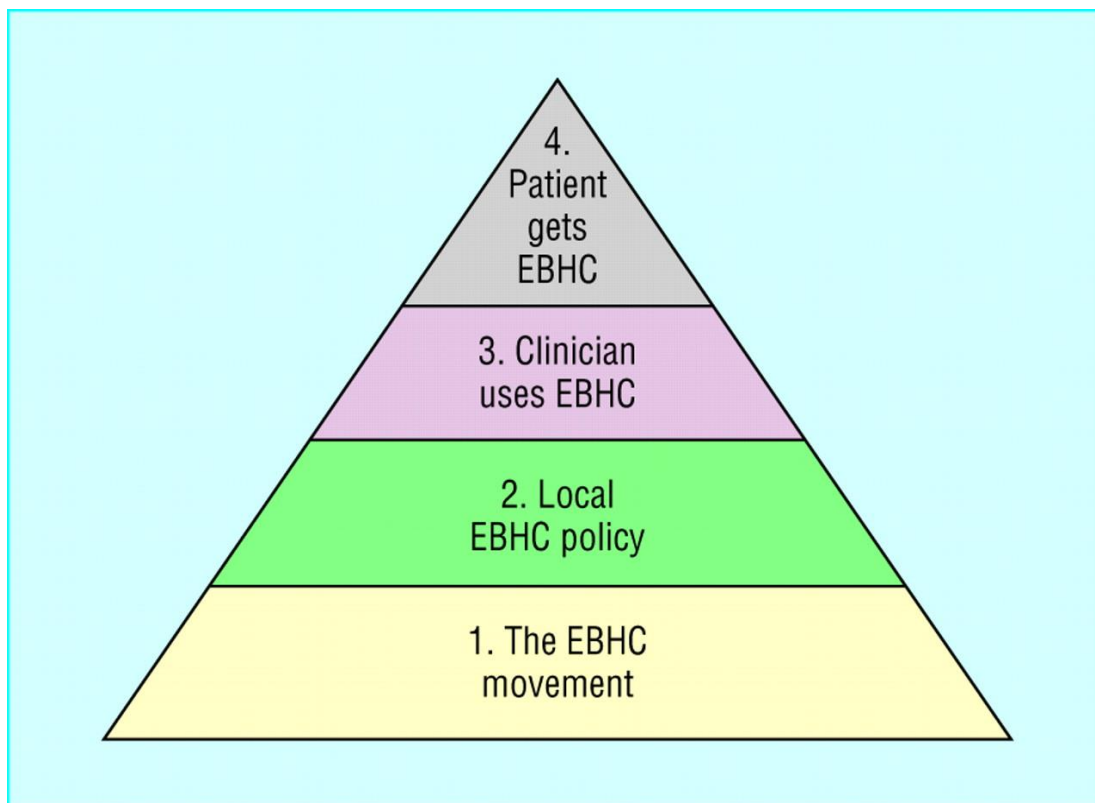 4.
Patient
gets
EBHC
3. Clinician
uses EBHC
2. Local
EBHC policy
1. The EBHC
movement